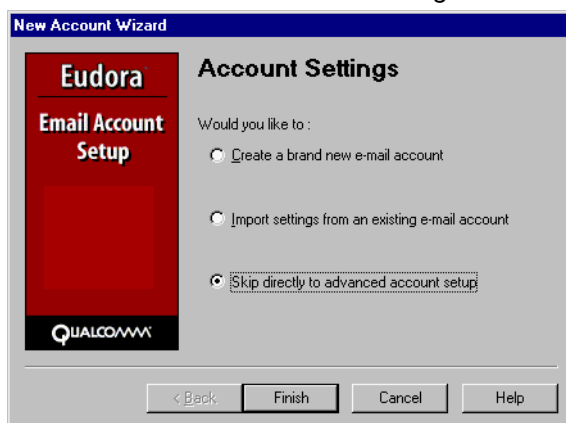 New Account Wizard
Eudora
Email Account
Setup
QUALCOMM
Account Settings
Would you like to :
Create a brand new e-mail account
Import settings from an existing e-mail account
Skip directly to advanced account setup
< Back
Finish
Cancel
Help